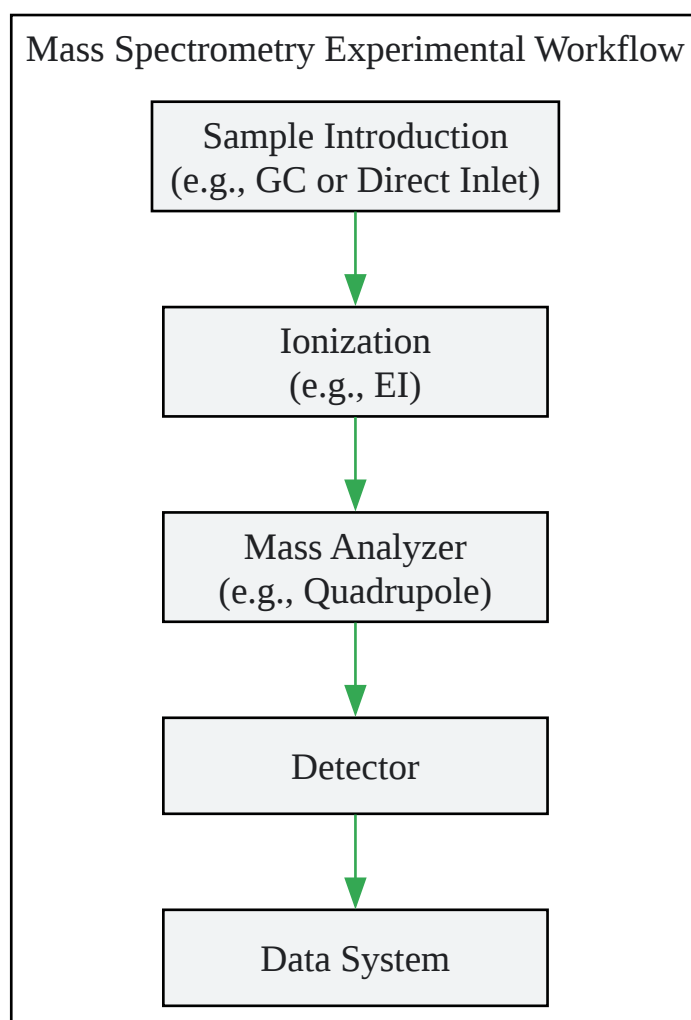 Mass Spectrometry Experimental Workflow
Sample Introduction
(e.g., GC or Direct Inlet)
Ionization
(e.g., EI)
Mass Analyzer
(e.g., Quadrupole)
Detector
Data System